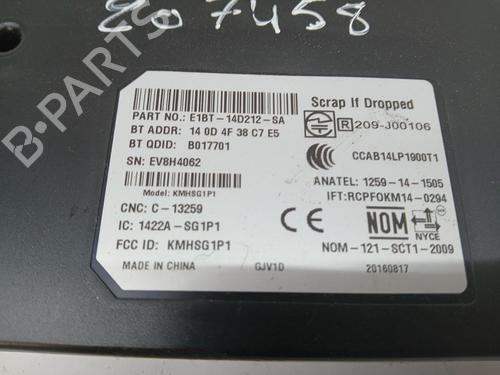 207458
B-PARTS
PART NO.: E1BT-14D212-SA
BT ADDR: 14 0D 4F 38 C7 E5
BT QDID: B017701
SN: EV8H4062
Model: KMHSG1P1
CNC: C-13259
IC: 1422A-SG1P1
FCC ID: KMHSG1P1
MADE IN CHINA GJV1D
Scrap If Dropped
R 209-J00106
CCC CCAB14LP1900T1
ANATEL: 1259-14-1505
IFT:RCPFOKM14-0294
CE NOM NYCE
NOM-121-SCT1-2009
20160817